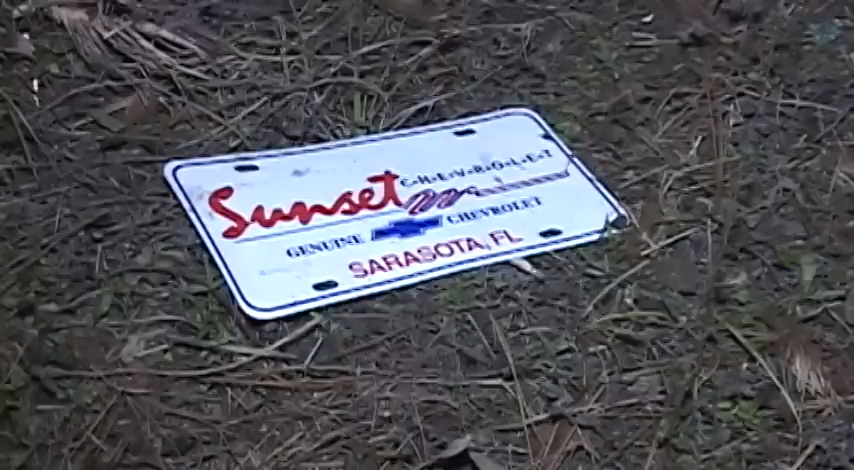 Sunset C•H•E•V•R•O•L•E•T
GENUINE CHEVROLET
SARASOTA, FL